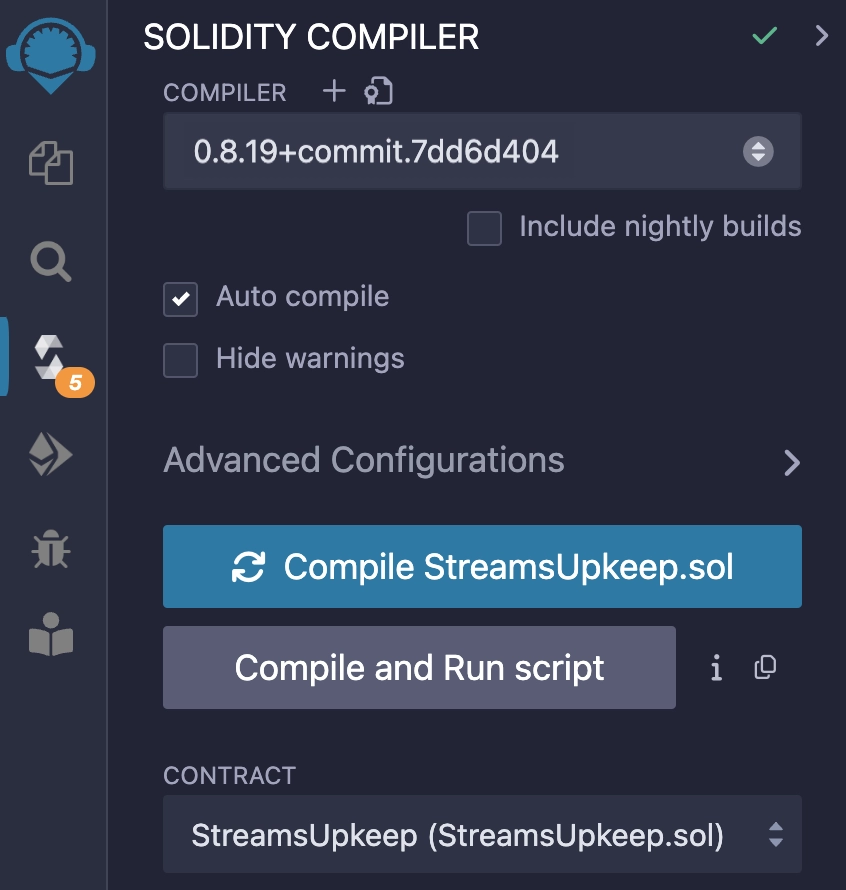 SOLIDITY COMPILER
COMPILER
0.8.19+commit.7dd6d404
Include nightly builds
Auto compile
Hide warnings
5
Advanced Configurations
Compile StreamsUpkeep.sol
Compile and Run script
CONTRACT
StreamsUpkeep (StreamsUpkeep.sol)